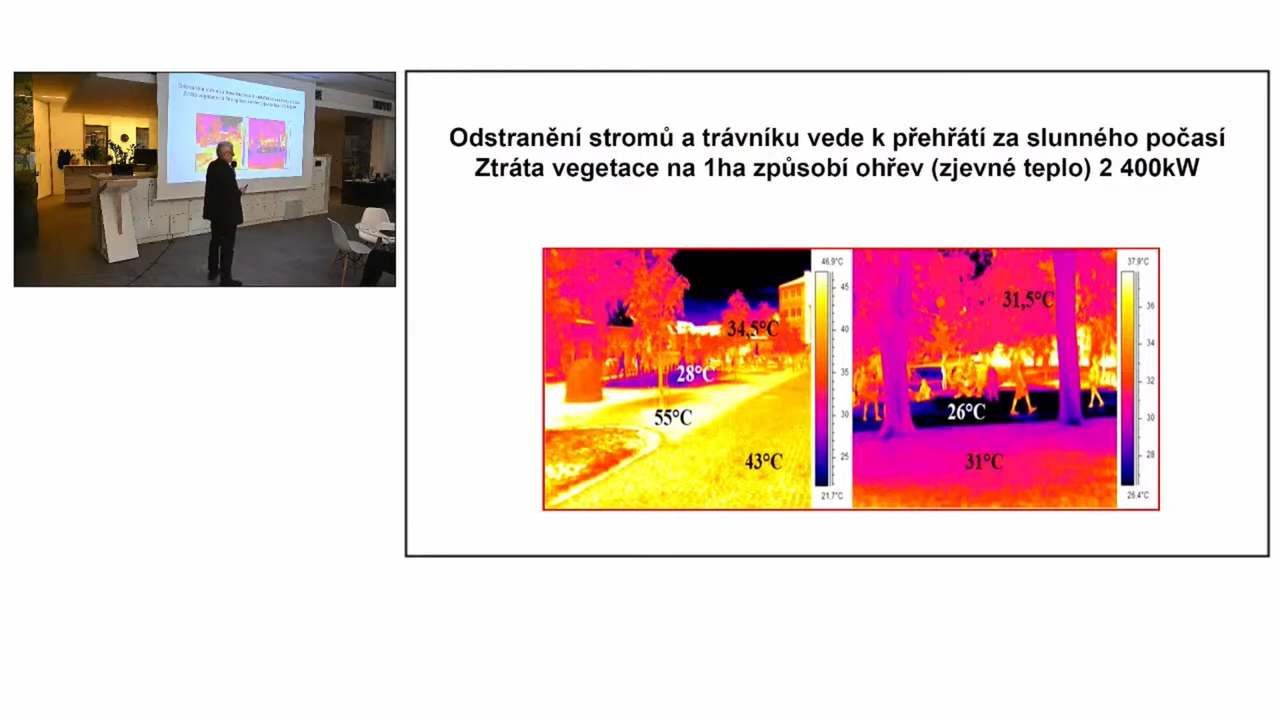 Odstranění stromů a trávníku vede k přehřátí za slunného počasí
Ztráta vegetace na 1ha způsobí ohřev (zjevné teplo) 2 400kW
46.9°C
45
40
35
30
25
21.7°C
34,5°C
28°C
55°C
43°C
37.9°C
36
34
32
30
28
26.4°C
31,5°C
26°C
31°C